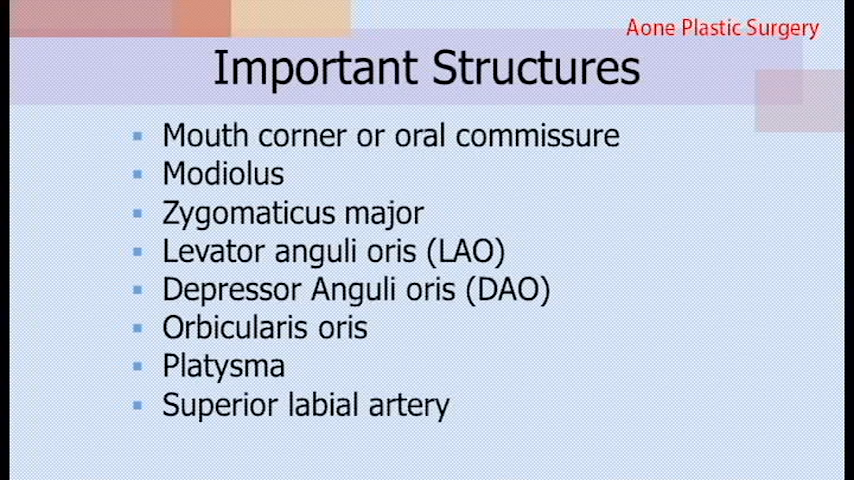 Aone Plastic Surgery
Important Structures
Mouth corner or oral commissure
Modiolus
Zygomaticus major
Levator anguli oris (LAO)
Depressor Anguli oris (DAO)
Orbicularis oris
Platysma
Superior labial artery